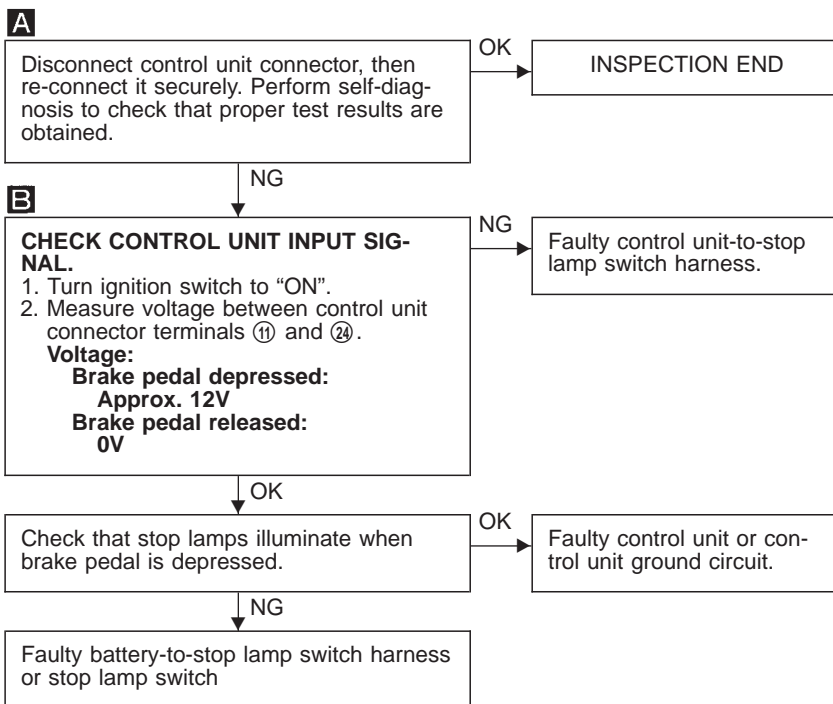 A
Disconnect control unit connector, then
re-connect it securely. Perform self-diag-
nosis to check that proper test results are
obtained.
OK
INSPECTION END
NG
B
CHECK CONTROL UNIT INPUT SIG-
NAL.
1. Turn ignition switch to “ON”.
2. Measure voltage between control unit
connector terminals ⑪ and ㉔.
Voltage:
Brake pedal depressed:
Approx. 12V
Brake pedal released:
0V
NG
Faulty control unit-to-stop
lamp switch harness.
OK
Check that stop lamps illuminate when
brake pedal is depressed.
OK
Faulty control unit or con-
trol unit ground circuit.
NG
Faulty battery-to-stop lamp switch harness
or stop lamp switch